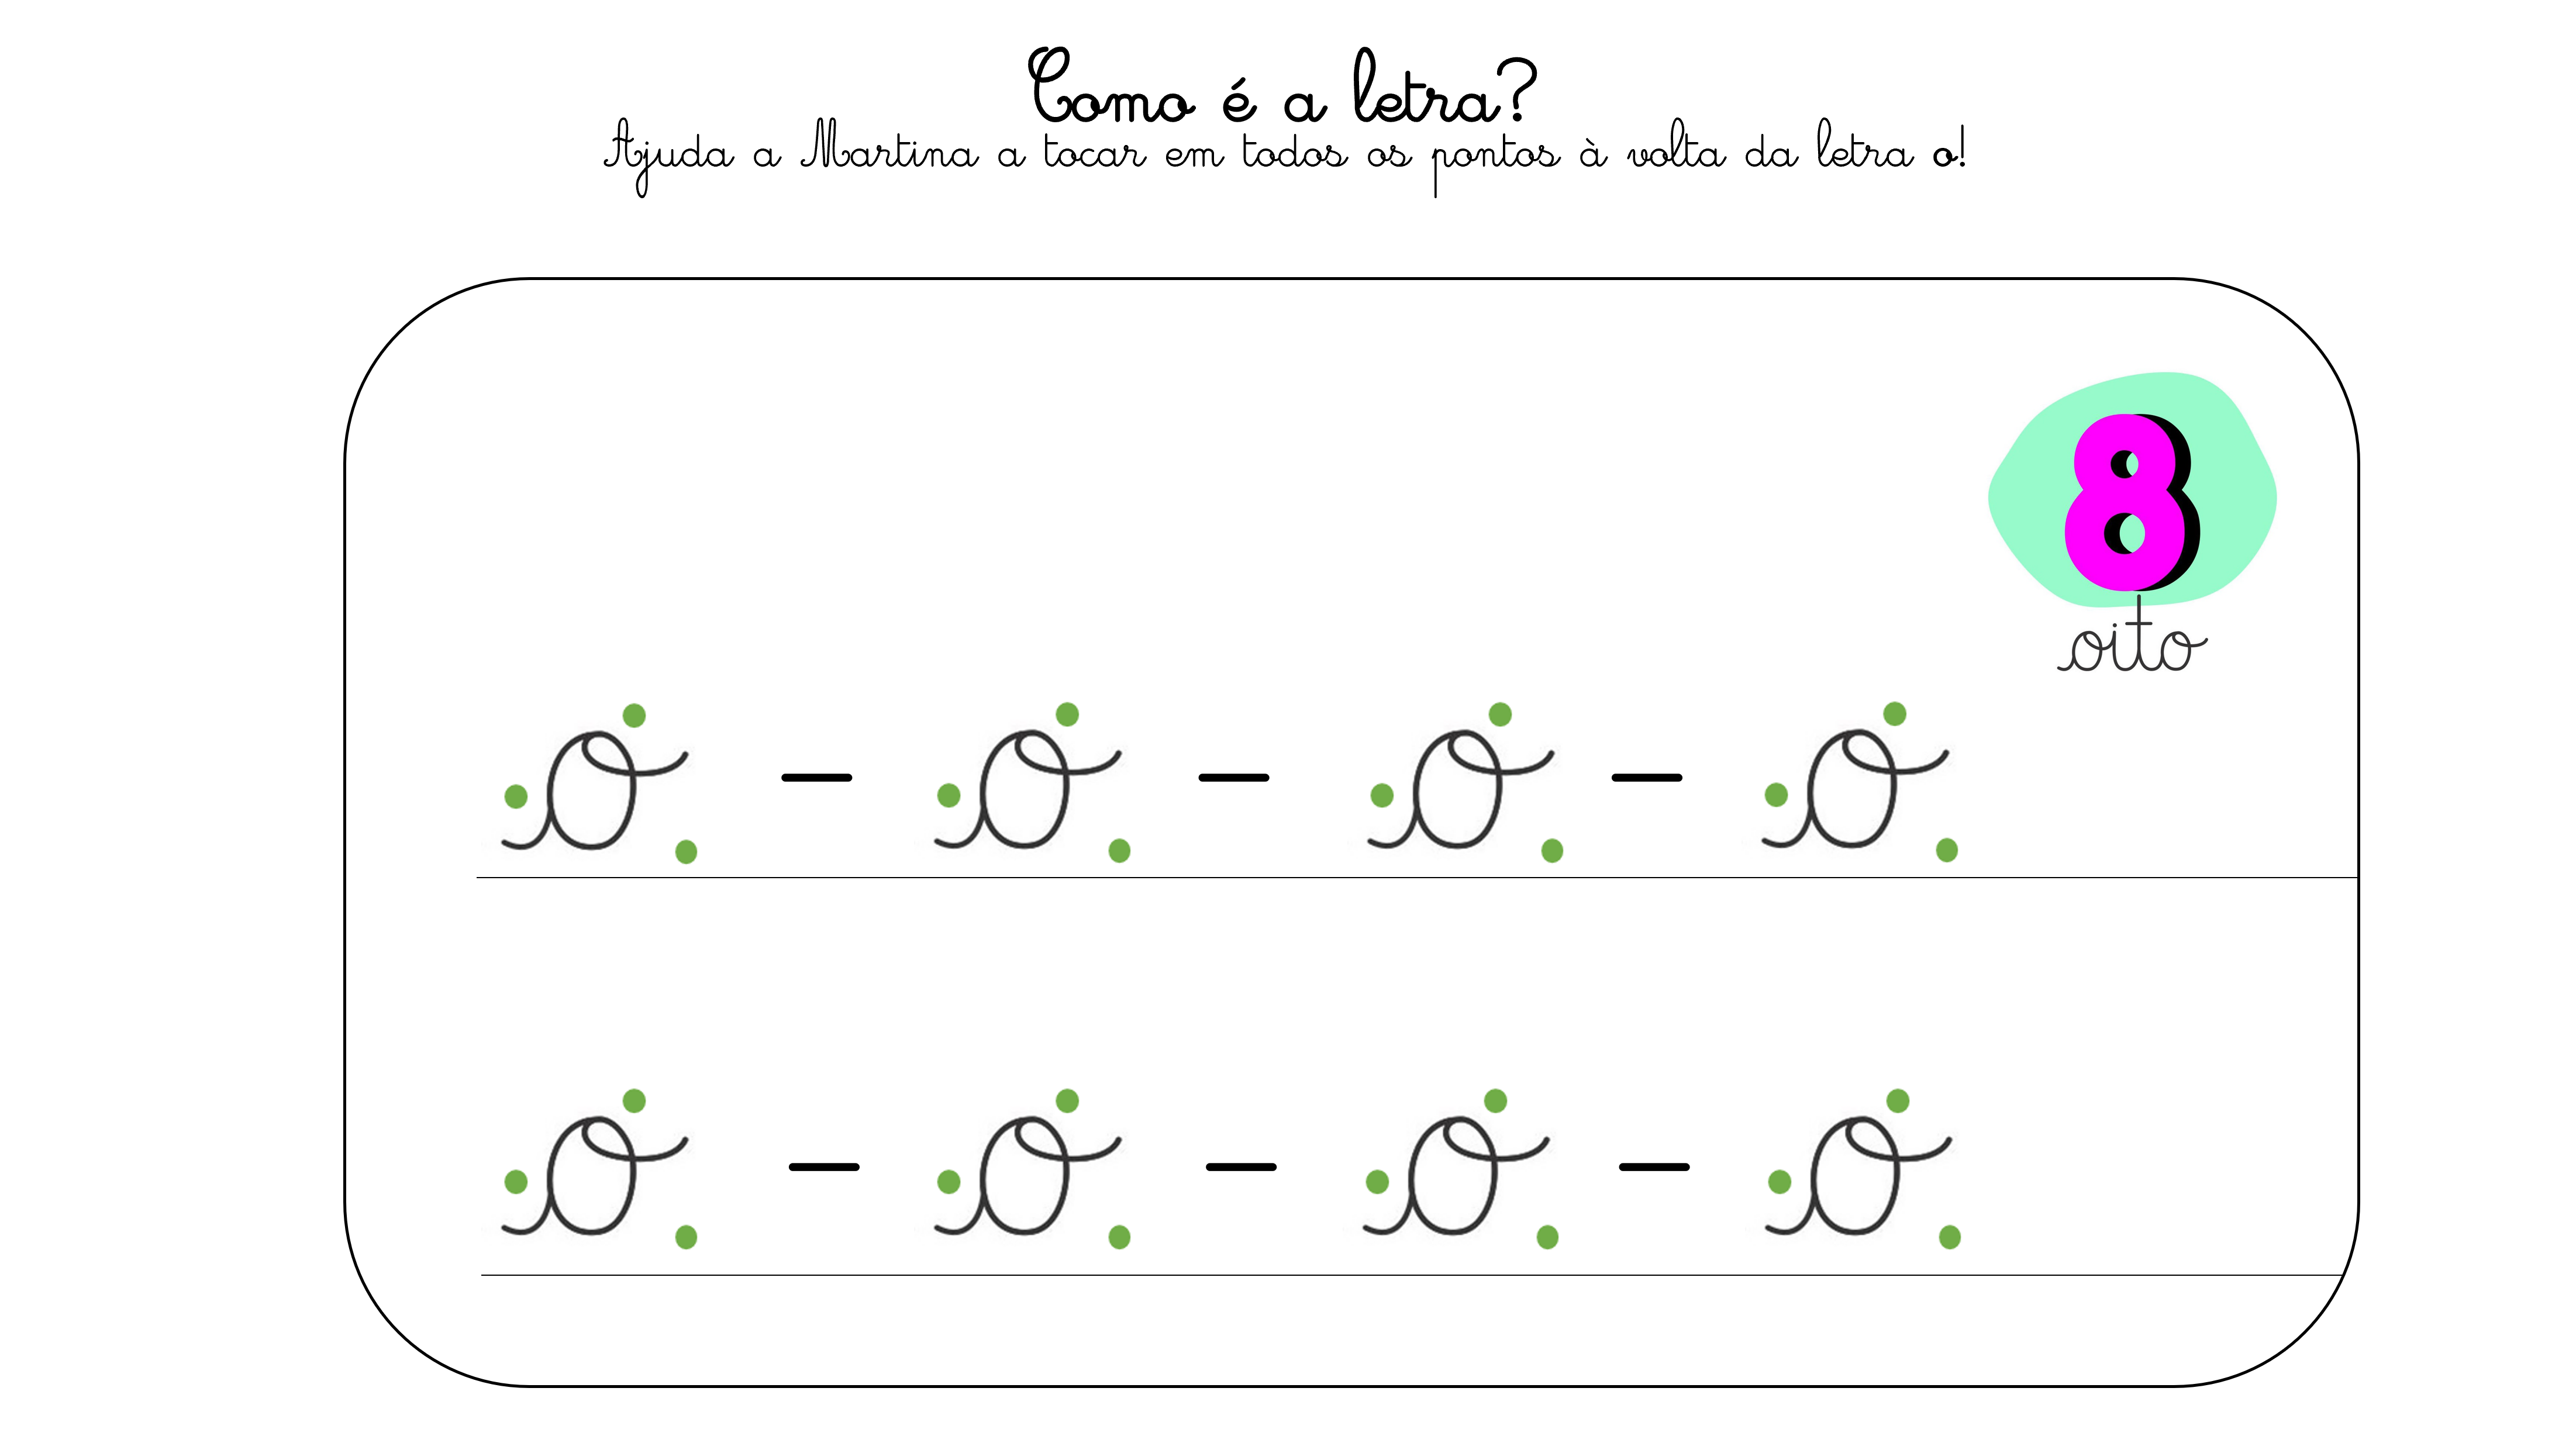 Como é a letra?
Ajuda a Martina a tocar em todos os pontos à volta da letra o!
8
oito
o - o - o - o
o - o - o - o